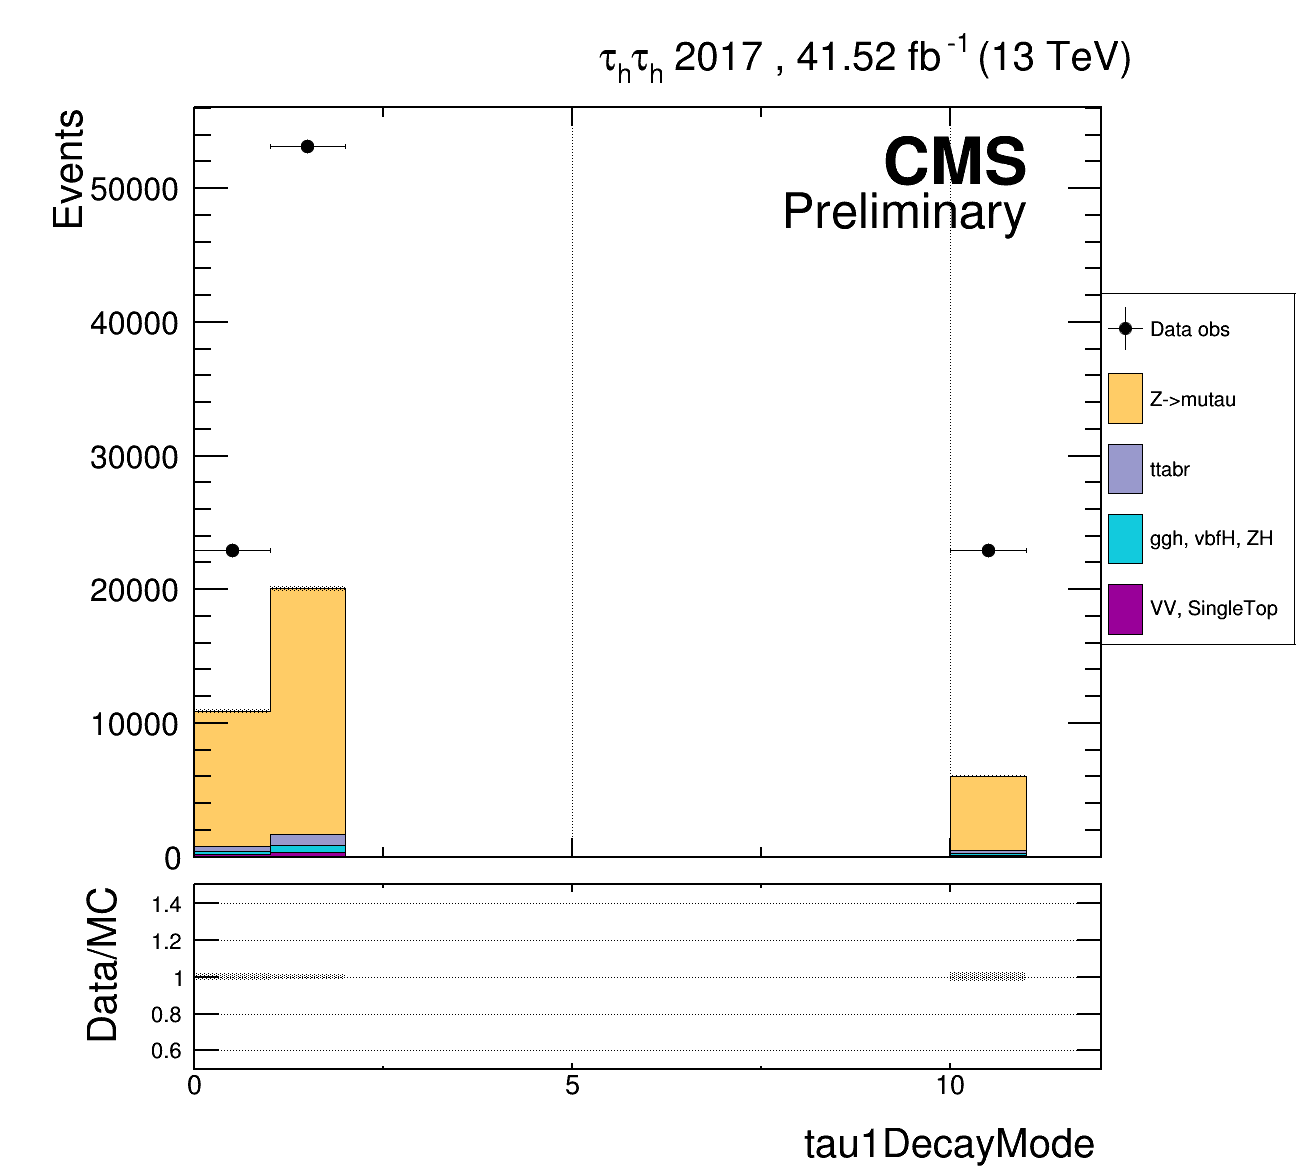 τhτh 2017 , 41.52 fb-1 (13 TeV)
Events
CMS
Preliminary
50000
40000
30000
20000
10000
0
Data obs
Z->mutau
ttabr
ggh, vbfH, ZH
VV, SingleTop
Data/MC
1.4
1.2
1
0.8
0.6
0 5 10
tau1DecayMode